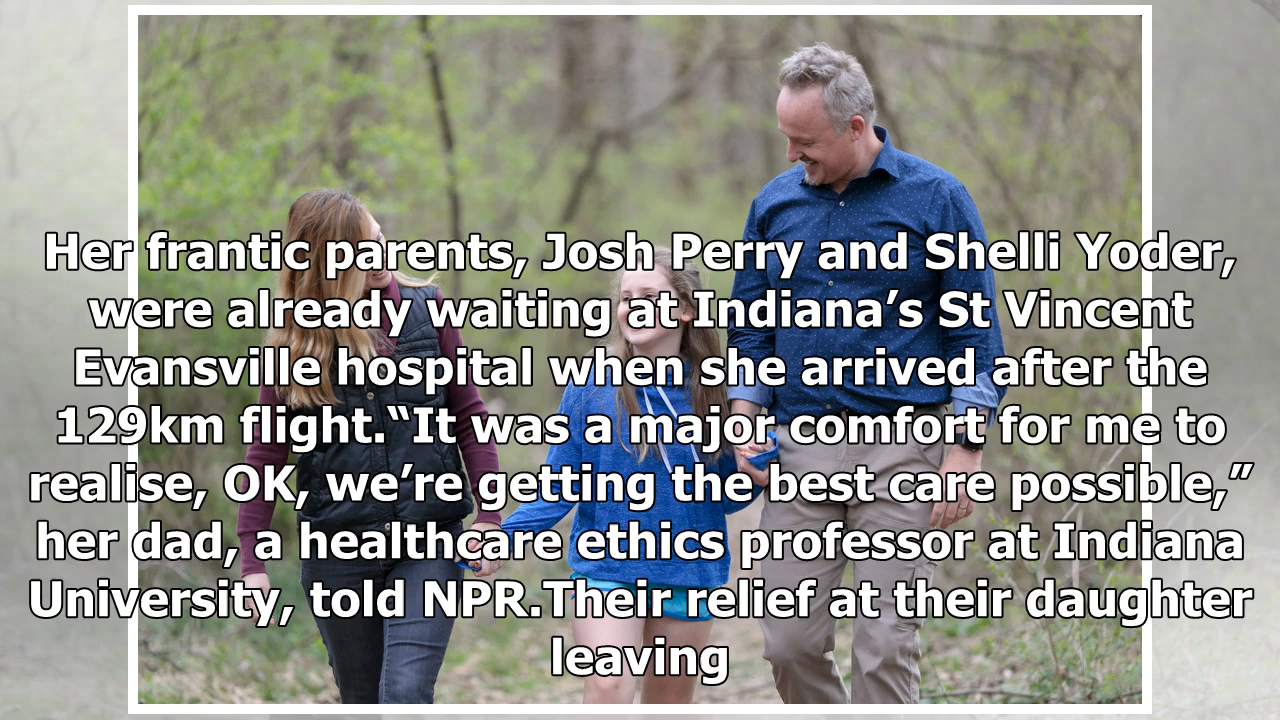 Her frantic parents, Josh Perry and Shelli Yoder,
were already waiting at Indiana’s St Vincent
Evansville hospital when she arrived after the
129km flight.“It was a major comfort for me to
realise, OK, we’re getting the best care possible,”
her dad, a healthcare ethics professor at Indiana
University, told NPR.Their relief at their daughter
leaving